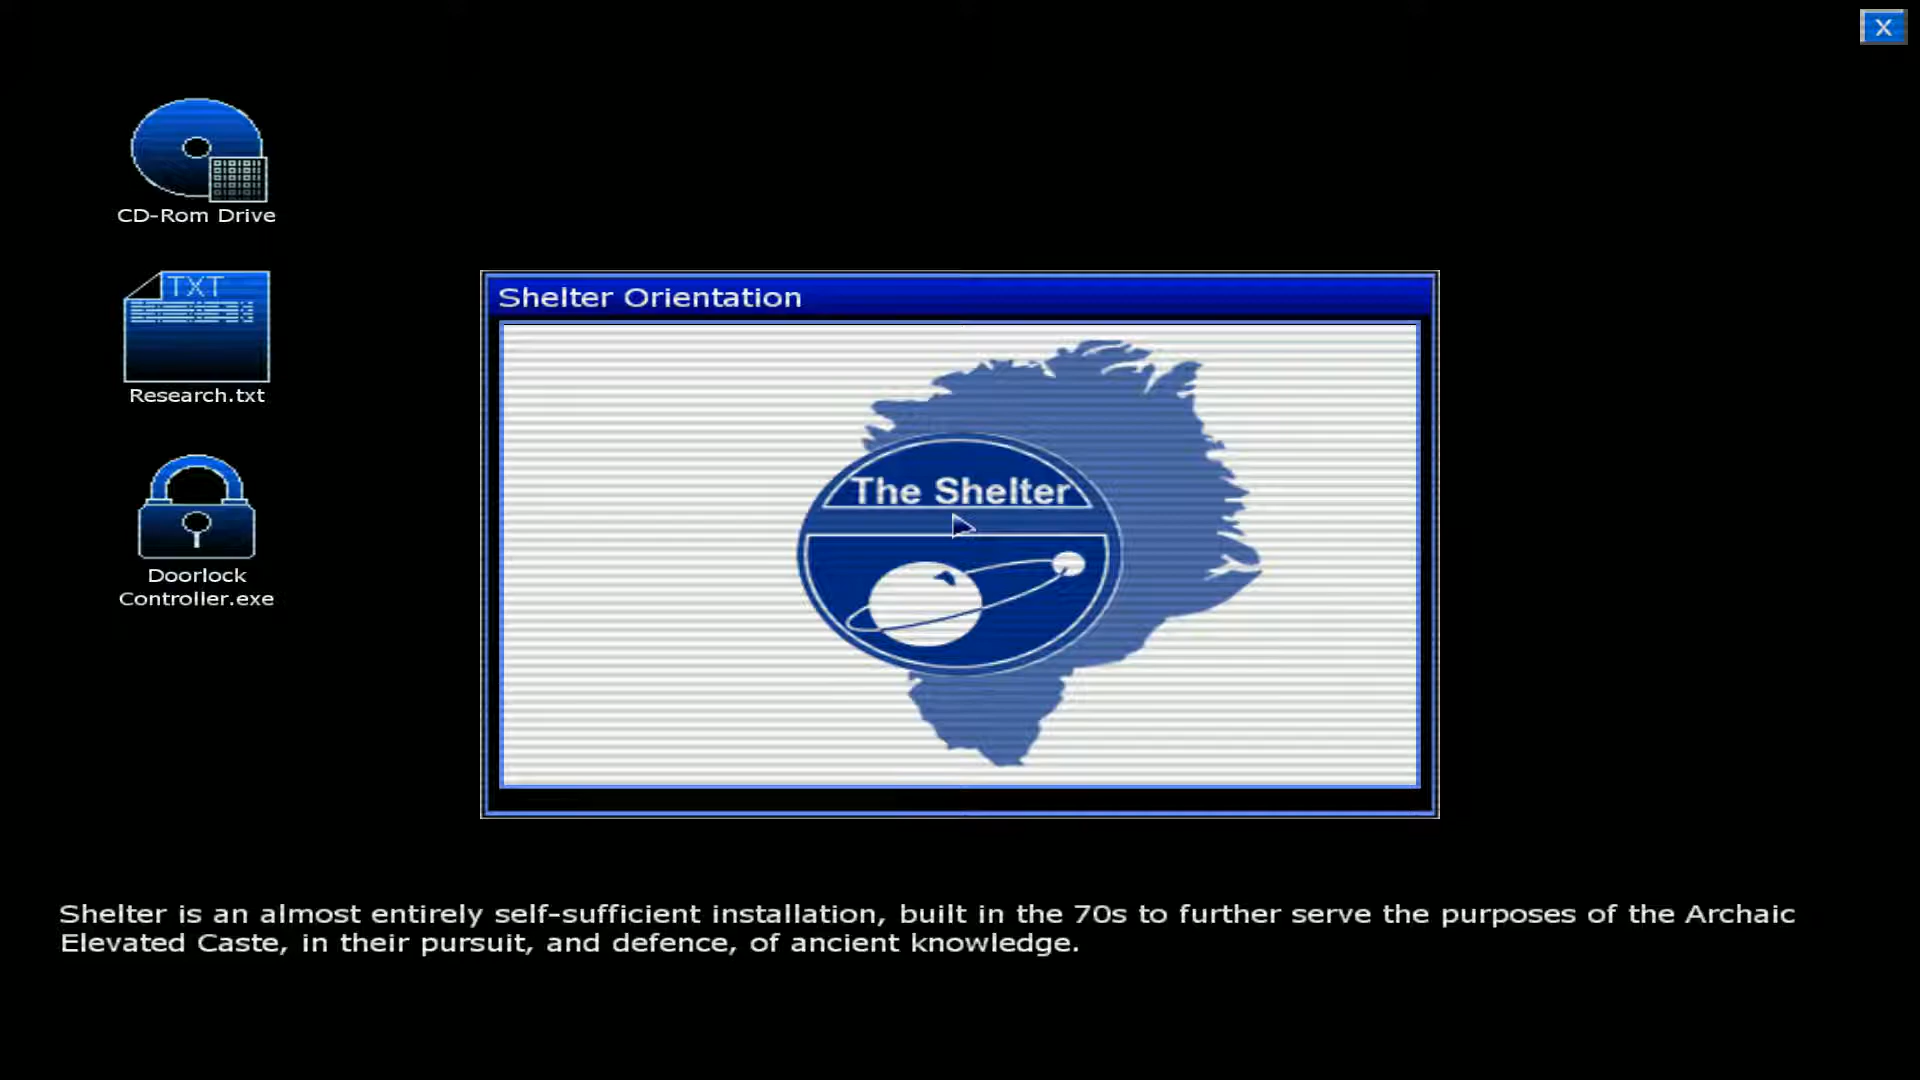 X
CD-Rom Drive
TXT
Research.txt
Doorlock
Controller.exe
Shelter Orientation
The Shelter
Shelter is an almost entirely self-sufficient installation, built in the 70s to further serve the purposes of the Archaic
Elevated Caste, in their pursuit, and defence, of ancient knowledge.